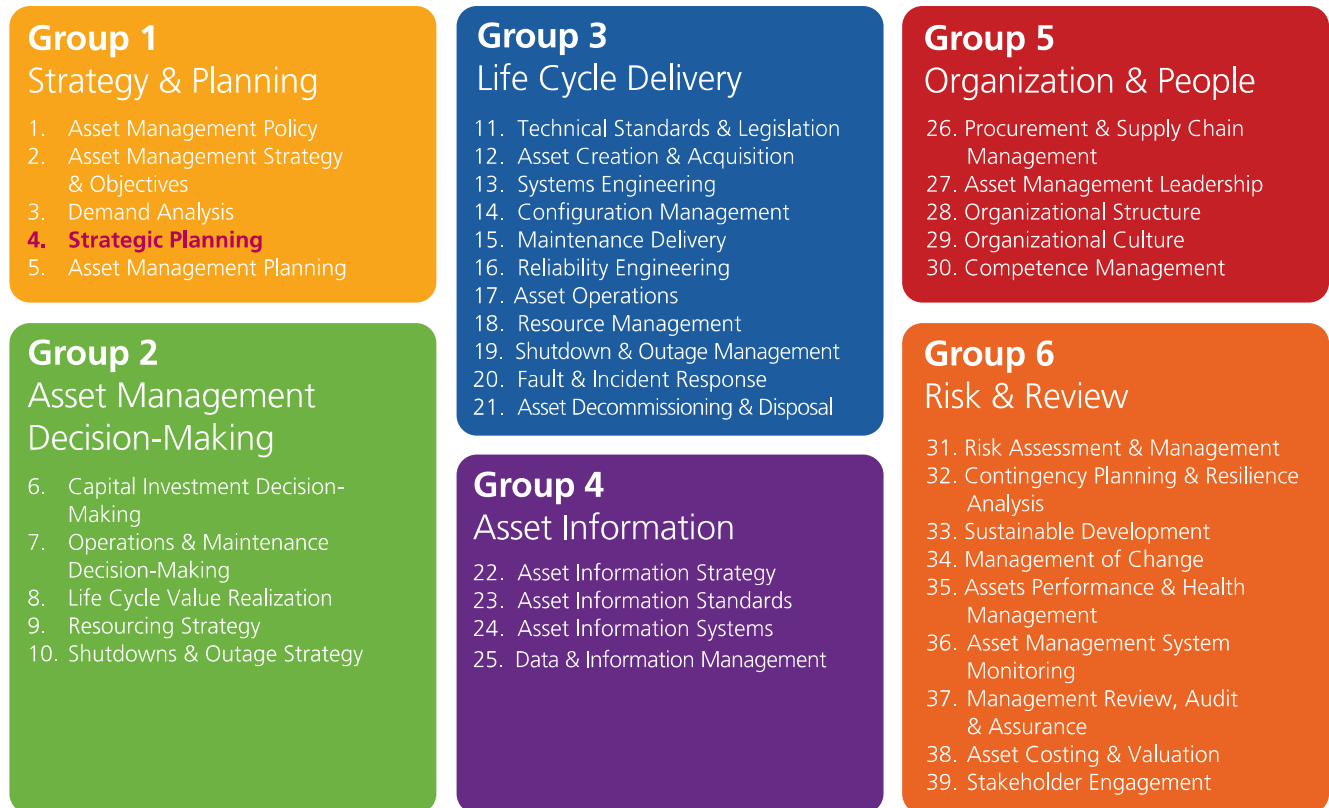 Group 1
Strategy & Planning
1. Asset Management Policy
2. Asset Management Strategy
& Objectives
3. Demand Analysis
4. Strategic Planning
5. Asset Management Planning
Group 2
Asset Management
Decision-Making
6. Capital Investment Decision-
Making
7. Operations & Maintenance
Decision-Making
8. Life Cycle Value Realization
9. Resourcing Strategy
10. Shutdowns & Outage Strategy
Group 3
Life Cycle Delivery
11. Technical Standards & Legislation
12. Asset Creation & Acquisition
13. Systems Engineering
14. Configuration Management
15. Maintenance Delivery
16. Reliability Engineering
17. Asset Operations
18. Resource Management
19. Shutdown & Outage Management
20. Fault & Incident Response
21. Asset Decommissioning & Disposal
Group 4
Asset Information
22. Asset Information Strategy
23. Asset Information Standards
24. Asset Information Systems
25. Data & Information Management
Group 5
Organization & People
26. Procurement & Supply Chain
Management
27. Asset Management Leadership
28. Organizational Structure
29. Organizational Culture
30. Competence Management
Group 6
Risk & Review
31. Risk Assessment & Management
32. Contingency Planning & Resilience
Analysis
33. Sustainable Development
34. Management of Change
35. Assets Performance & Health
Management
36. Asset Management System
Monitoring
37. Management Review, Audit
& Assurance
38. Asset Costing & Valuation
39. Stakeholder Engagement